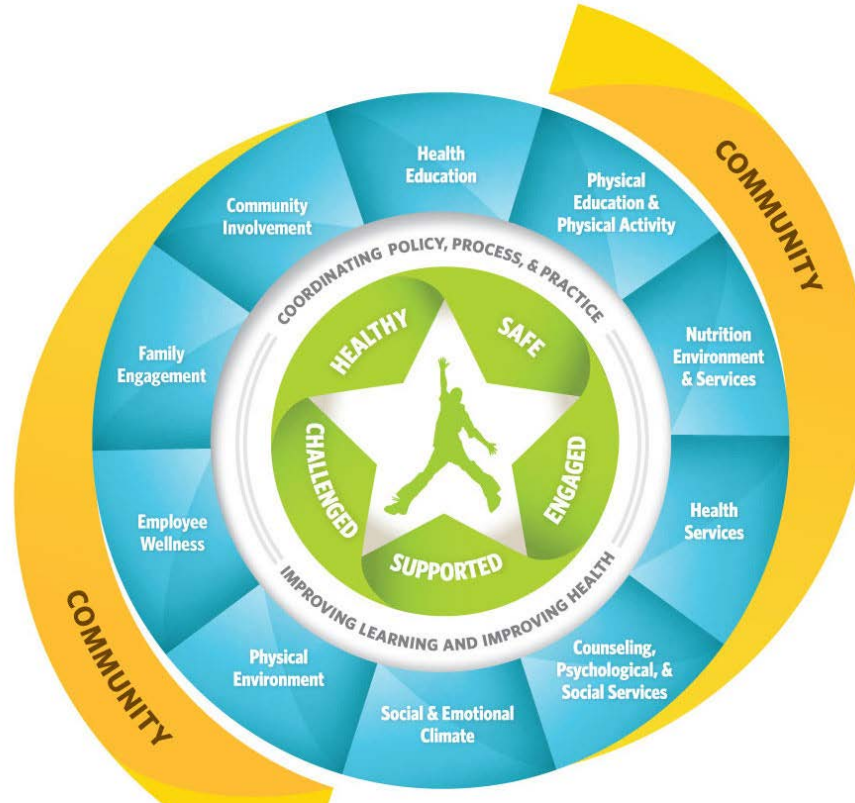 COMMUNITY
Health
Education
Physical
Education &
Physical Activity
Nutrition
Environment
& Services
Health
Services
Counseling,
Psychological, &
Social Services
Social & Emotional
Climate
Physical
Environment
Employee
Wellness
Family
Engagement
Community
Involvement
COORDINATING POLICY, PROCESS, & PRACTICE
IMPROVING LEARNING AND IMPROVING HEALTH
HEALTHY
SAFE
ENGAGED
SUPPORTED
CHALLENGED
COMMUNITY